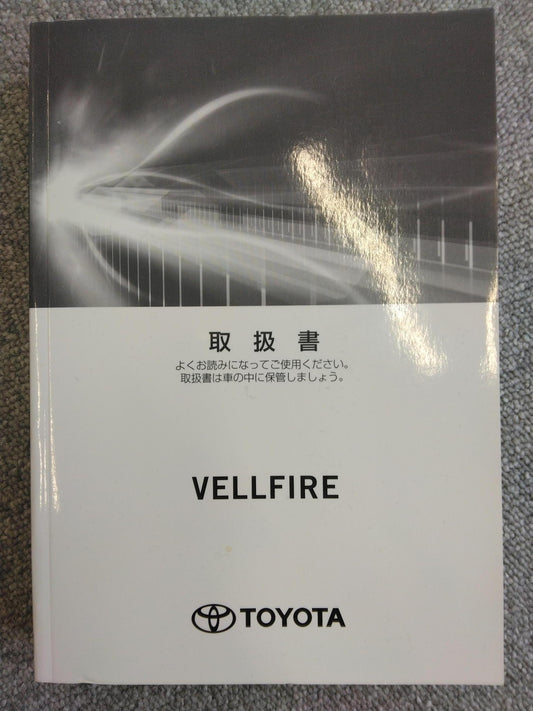 取扱書
よくお読みになってご使用ください。
取扱書は車の中に保管しましょう。
VELLFIRE
TOYOTA